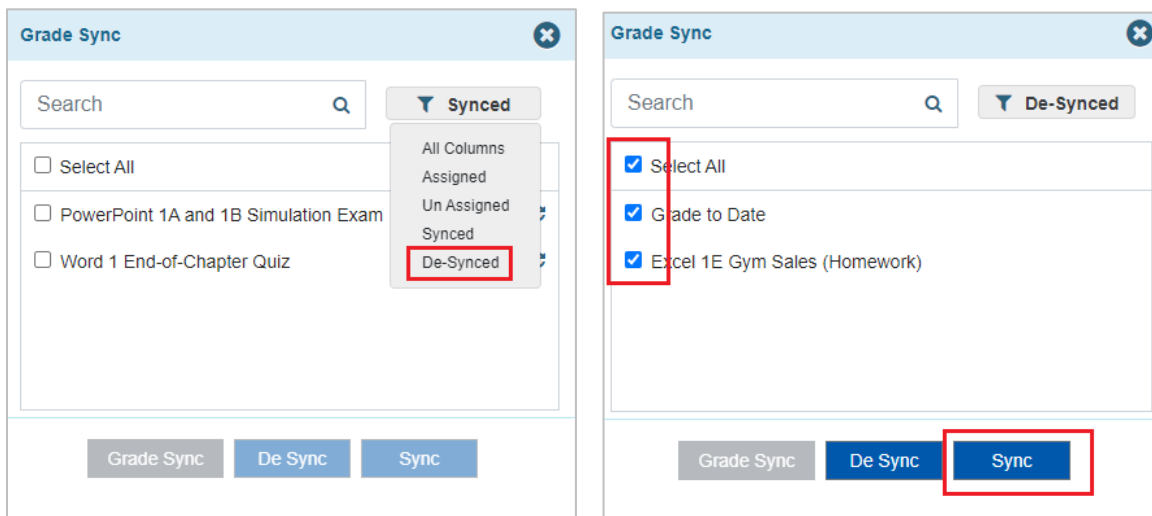 Grade Sync
Search
Synced
All Columns
Assigned
Un Assigned
Synced
De-Synced
Select All
PowerPoint 1A and 1B Simulation Exam
Word 1 End-of-Chapter Quiz
Grade Sync De Sync Sync
Grade Sync
Search
De-Synced
Select All
Grade to Date
Excel 1E Gym Sales (Homework)
Grade Sync De Sync Sync